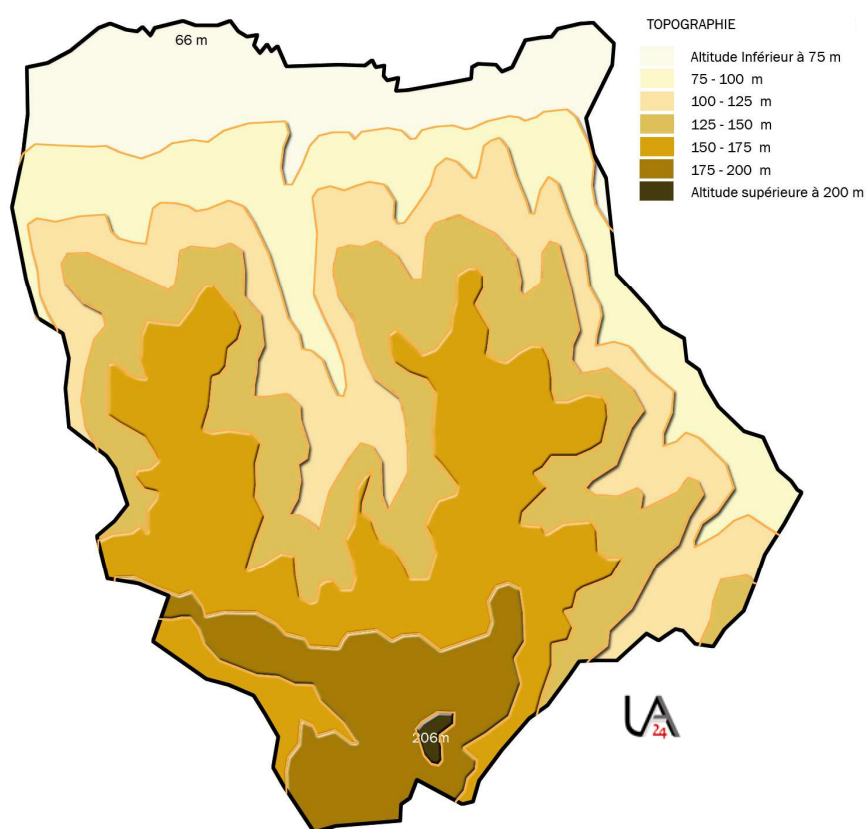 TOPOGRAPHIE
66 m
Altitude Inférieur à 75 m
75 - 100 m
100 - 125 m
125 - 150 m
150 - 175 m
175 - 200 m
Altitude supérieure à 200 m
UA
24
206m